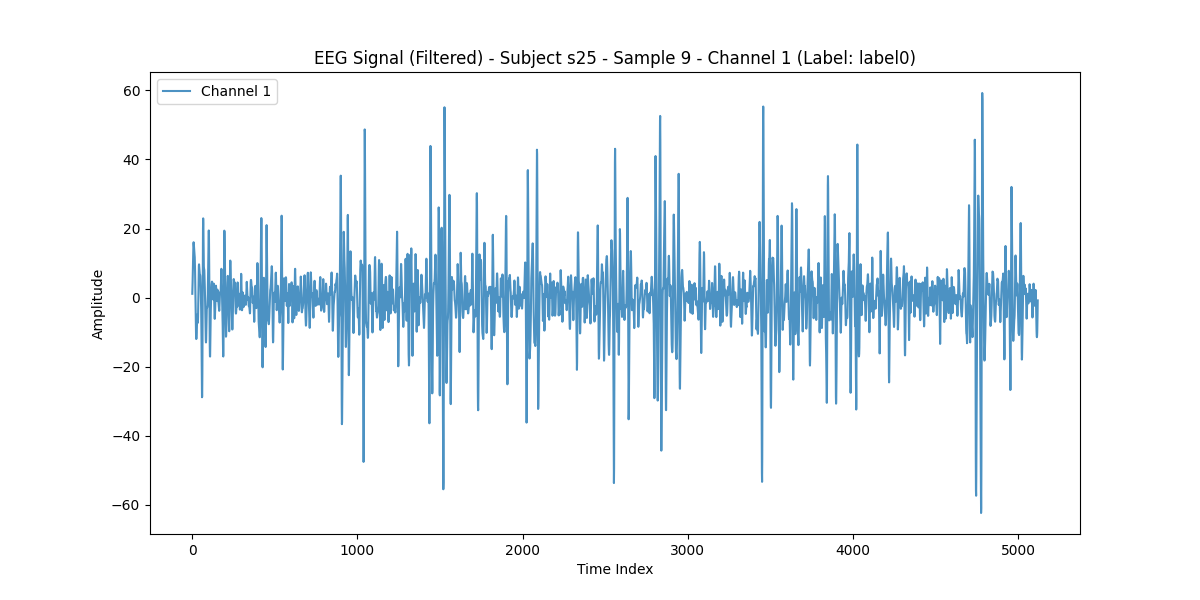 EEG Signal (Filtered) - Subject s25 - Sample 9 - Channel 1 (Label: label0)
Channel 1
60
40
20
0
−20
−40
−60
Amplitude
0 1000 2000 3000 4000 5000
Time Index